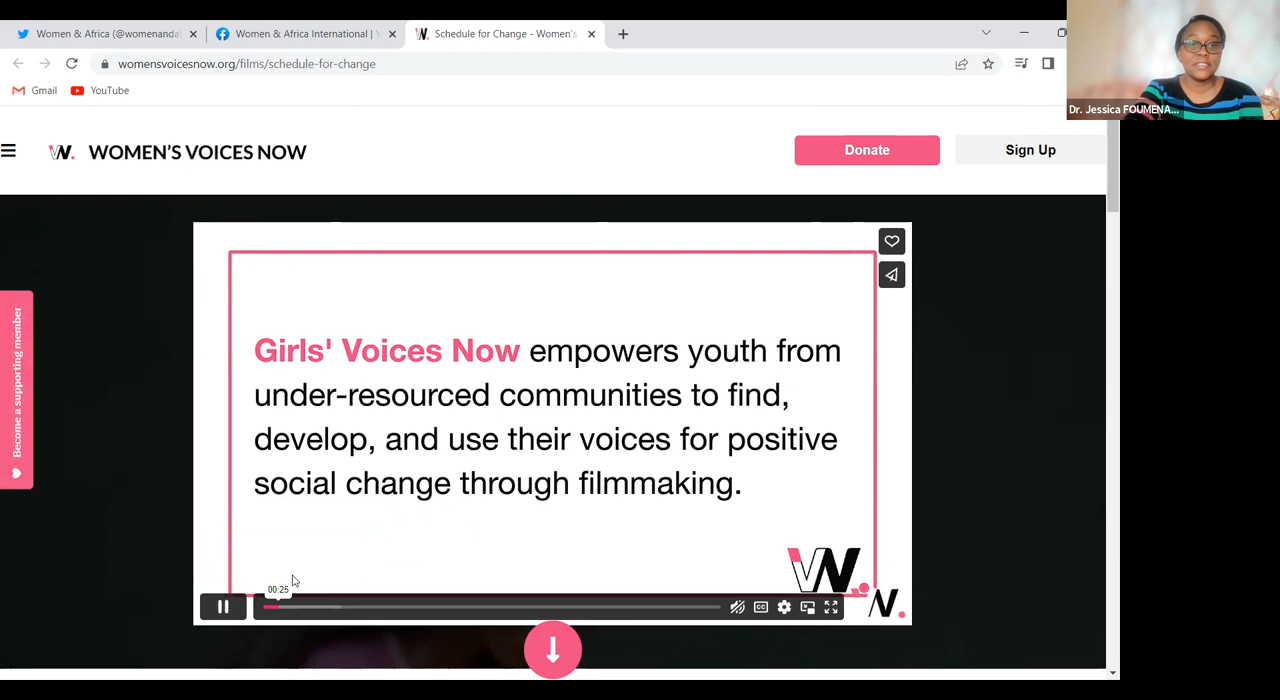 Women & Africa (@womenanda
Women & Africa International | Y
W. Schedule for Change - Women's
womensvoicesnow.org/films/schedule-for-change
Gmail
YouTube
Dr. Jessica FOUMENA...
W. WOMEN'S VOICES NOW
Donate
Sign Up
Become a supporting member
Girls' Voices Now empowers youth from
under-resourced communities to find,
develop, and use their voices for positive
social change through filmmaking.
W.
W.
00:25
CC